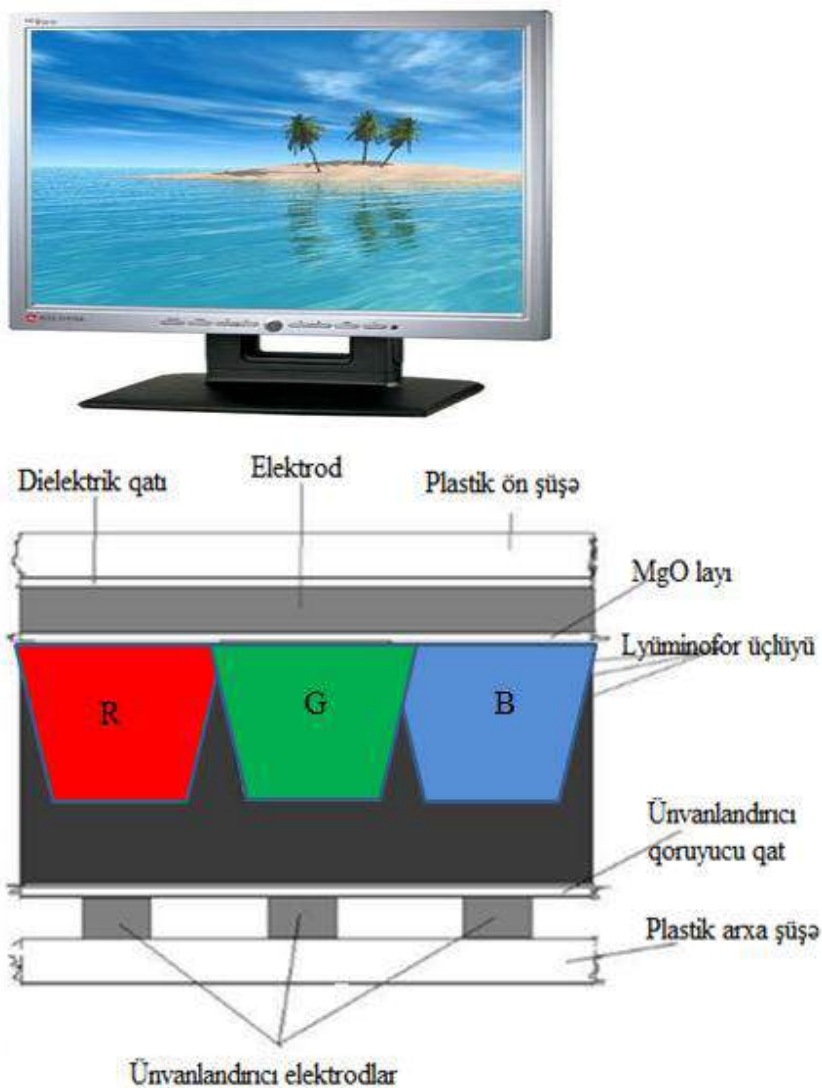 Elektrod
Dielektrik qatı
Plastik ön şüşə
MgO layı
Lyüminofor üçlüyü
R
G
B
Ünvanlandırıcı
qoruyucu qat
Plastik arxa şüşə
Ünvanlandırıcı elektrodlar